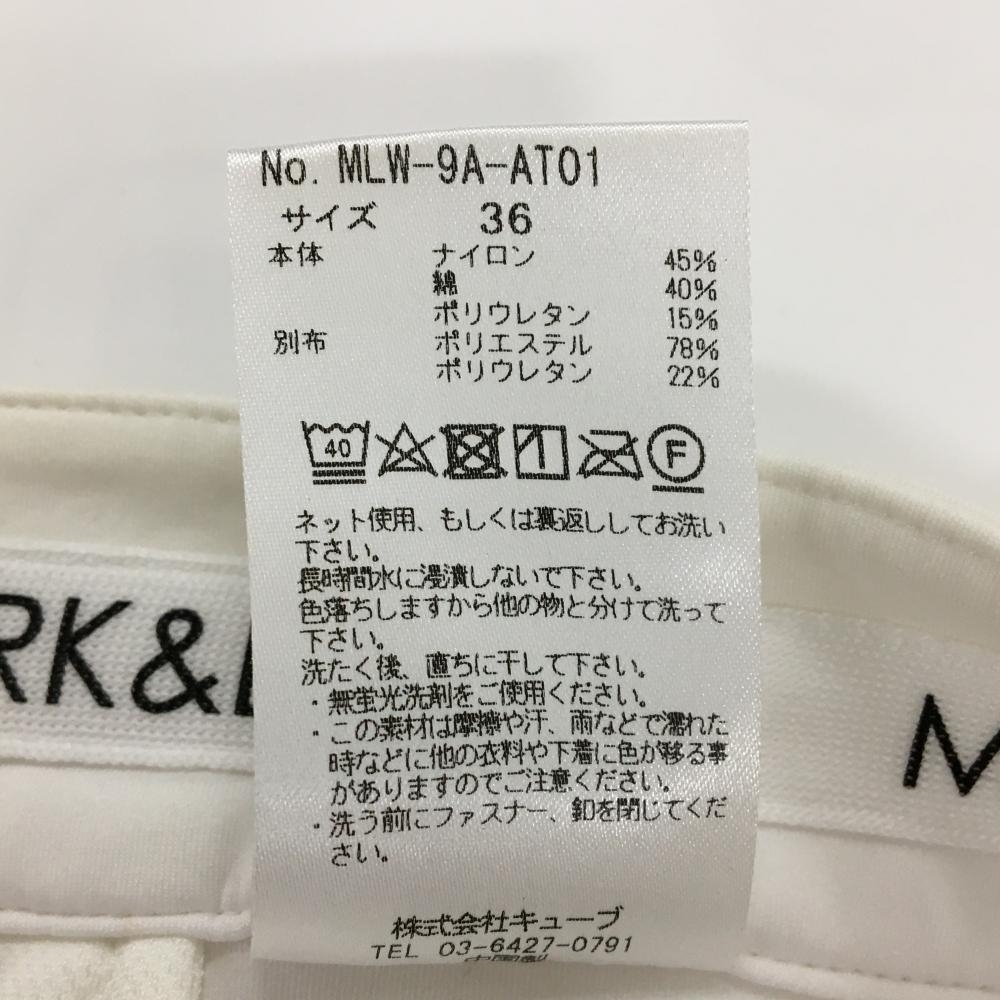 No. MLW-9A-AT01
サイズ 36
本体 ナイロン 45%
綿 40%
ポリウレタン 15%
別布 ポリエステル 78%
ポリウレタン 22%
40 F
ネット使用、もしくは裏返ししてお洗い
下さい。
長時間水に浸漬しないで下さい。
色落ちしますから他の物と分けて洗って
下さい。
洗たく後、直ちに干して下さい。
・無蛍光洗剤をご使用ください。
・この素材は摩擦や汗、雨などで濡れた
時などに他の衣料や下着に色が移る事
がありますのでご注意ください。
・洗う前にファスナー、釦を閉じてくだ
さい。
株式会社キューブ
TEL 03-6427-0791
中国製
RK&
M